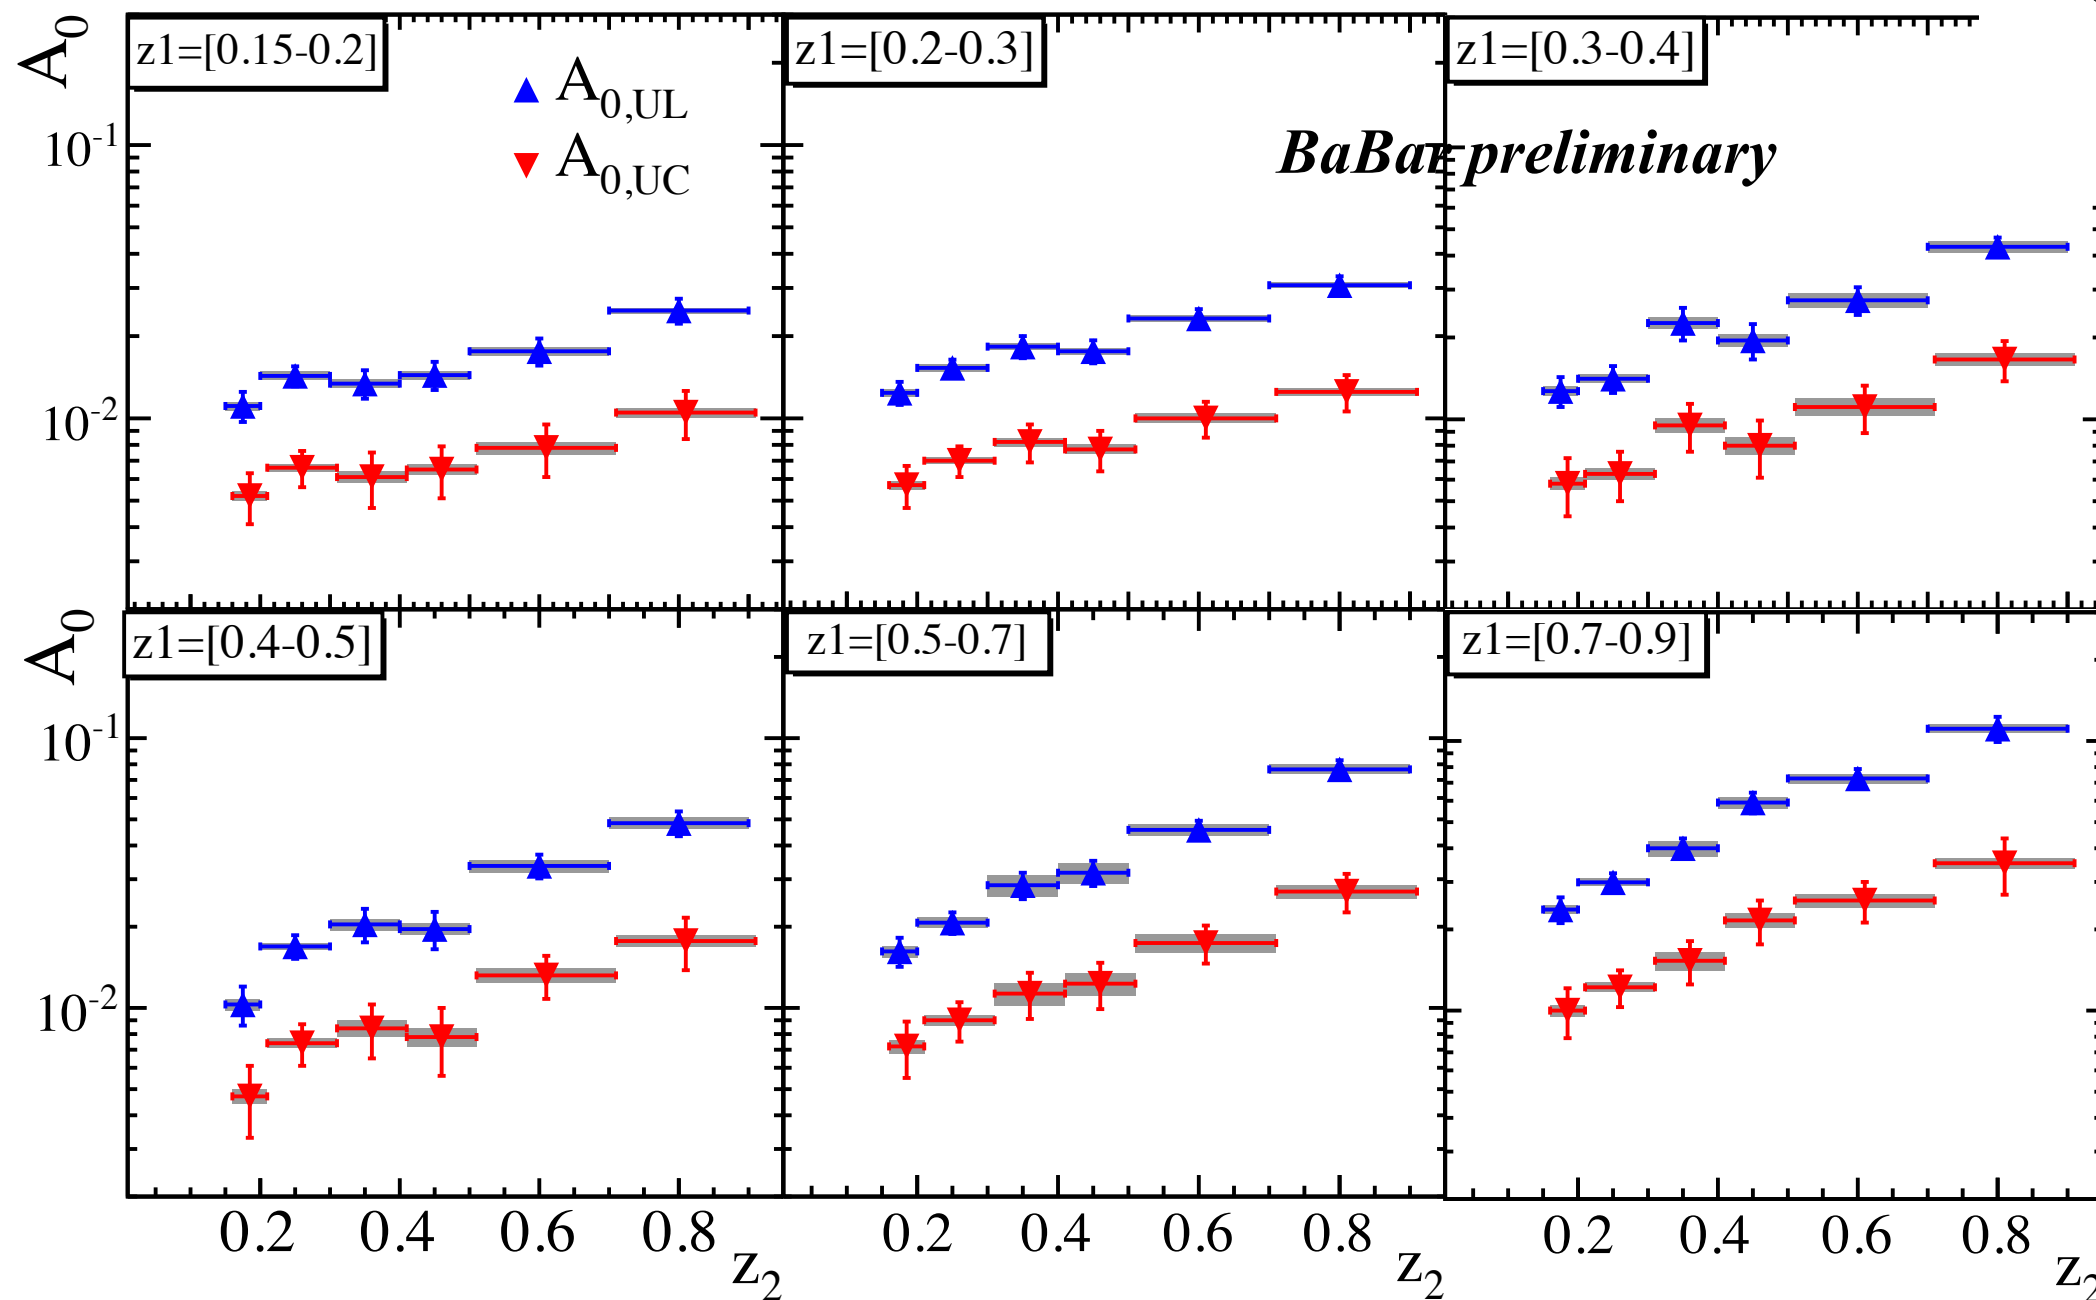 A0
z1=[0.15-0.2]
z1=[0.2-0.3]
z1=[0.3-0.4]
A0,UL
A0,UC
BaBar preliminary
10-1
10-2
A0
z1=[0.4-0.5]
z1=[0.5-0.7]
z1=[0.7-0.9]
10-1
10-2
0.2 0.4 0.6 0.8
0.2 0.4 0.6 0.8
0.2 0.4 0.6 0.8
z2
z2
z2